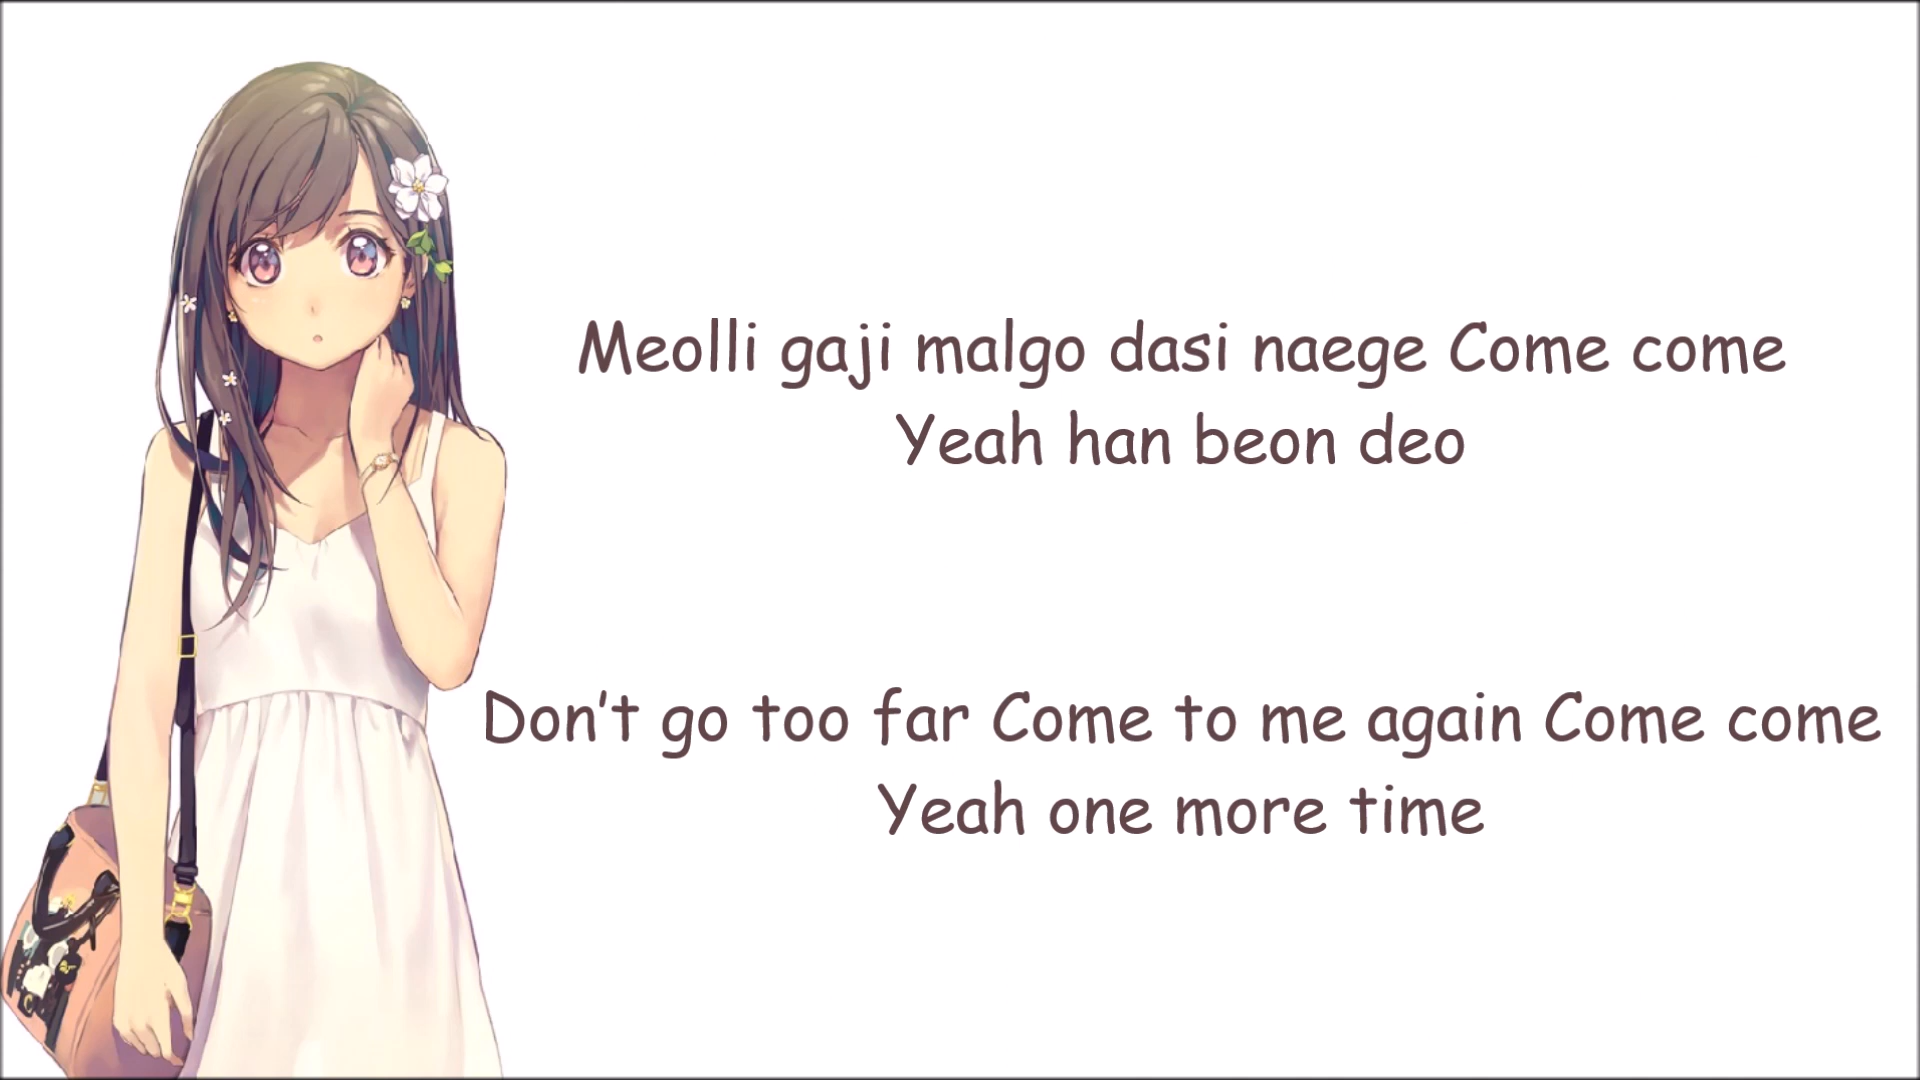 Meolli gaji malgo dasi naege Come come
Yeah han beon deo
Don't go too far Come to me again Come come
Yeah one more time